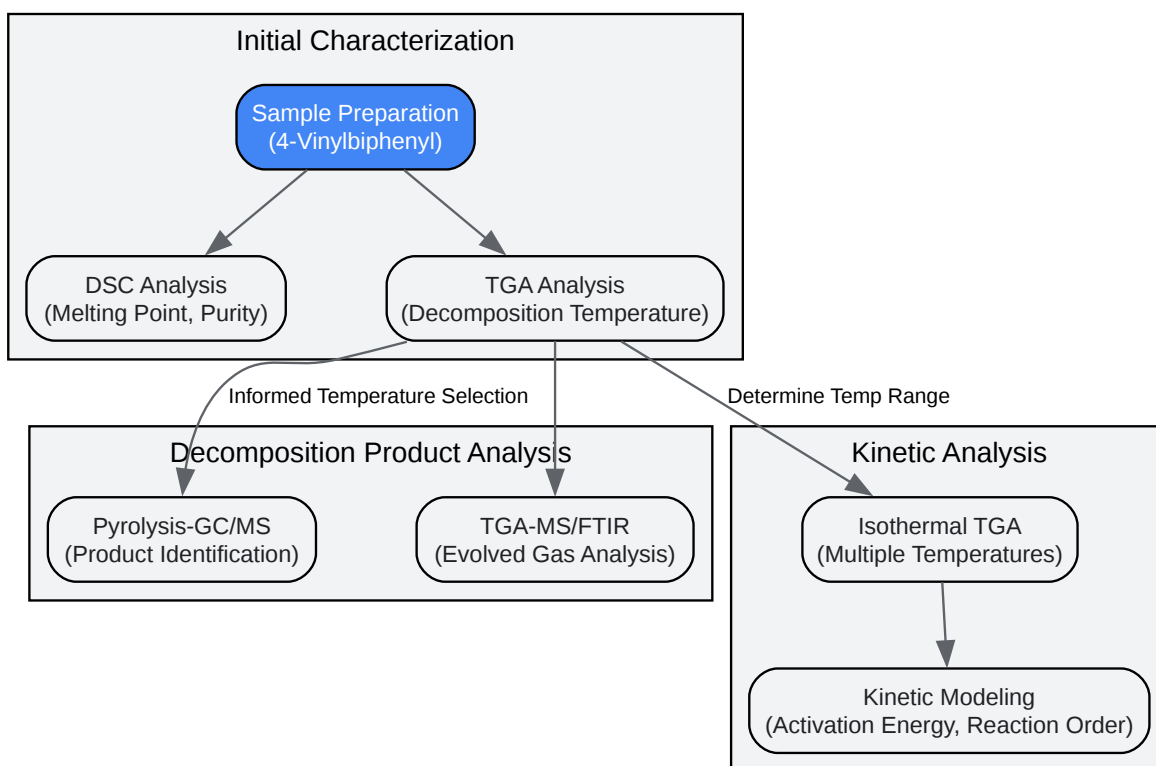 Initial Characterization
Sample Preparation
(4-Vinylbiphenyl)
DSC Analysis
(Melting Point, Purity)
TGA Analysis
(Decomposition Temperature)
Informed Temperature Selection
Determine Temp Range
Decomposition Product Analysis
Pyrolysis-GC/MS
(Product Identification)
TGA-MS/FTIR
(Evolved Gas Analysis)
Kinetic Analysis
Isothermal TGA
(Multiple Temperatures)
Kinetic Modeling
(Activation Energy, Reaction Order)